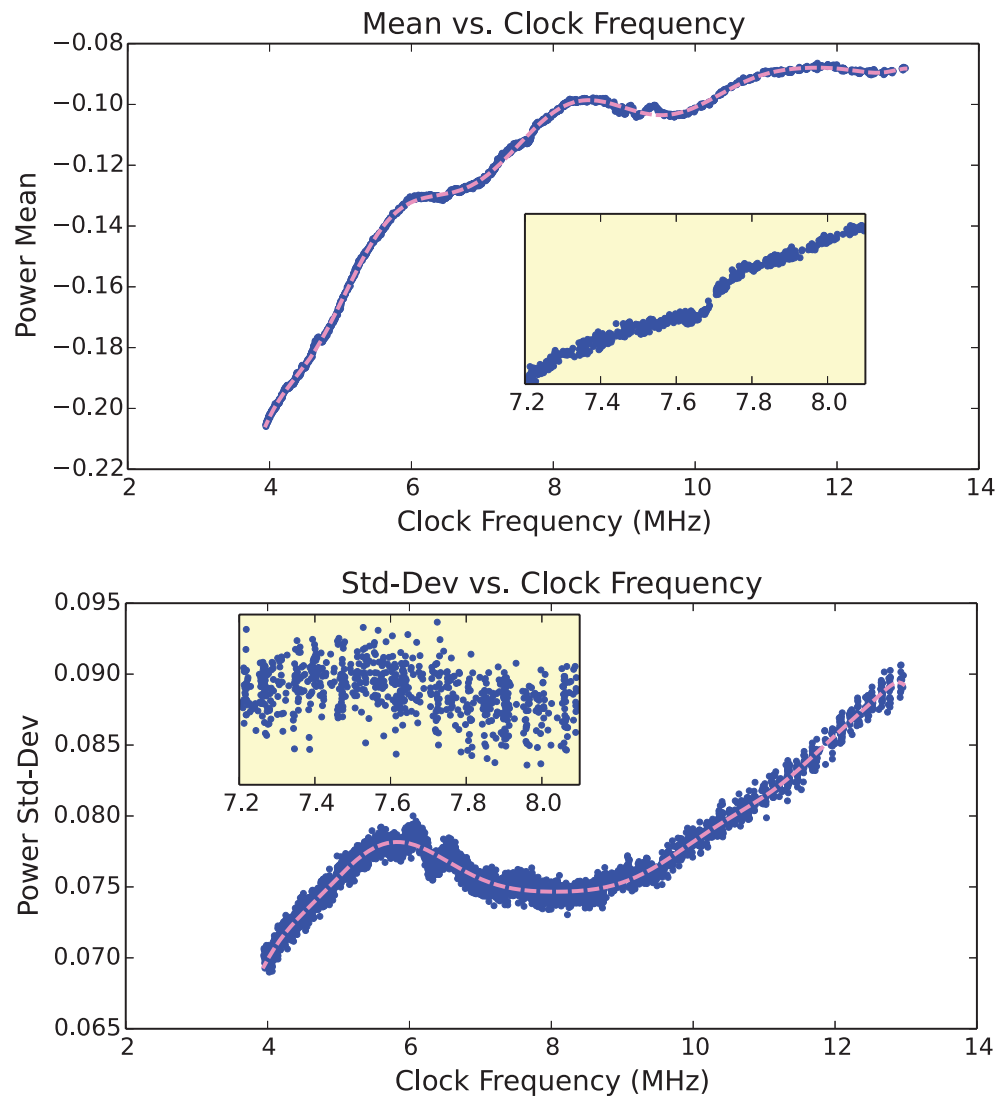 Mean vs. Clock Frequency
−0.08
−0.10
−0.12
−0.14
−0.16
−0.18
−0.20
−0.22
Power Mean
7.2 7.4 7.6 7.8 8.0
2 4 6 8 10 12 14
Clock Frequency (MHz)
Std-Dev vs. Clock Frequency
0.095
0.090
0.085
0.080
0.075
0.070
0.065
Power Std-Dev
7.2 7.4 7.6 7.8 8.0
2 4 6 8 10 12 14
Clock Frequency (MHz)